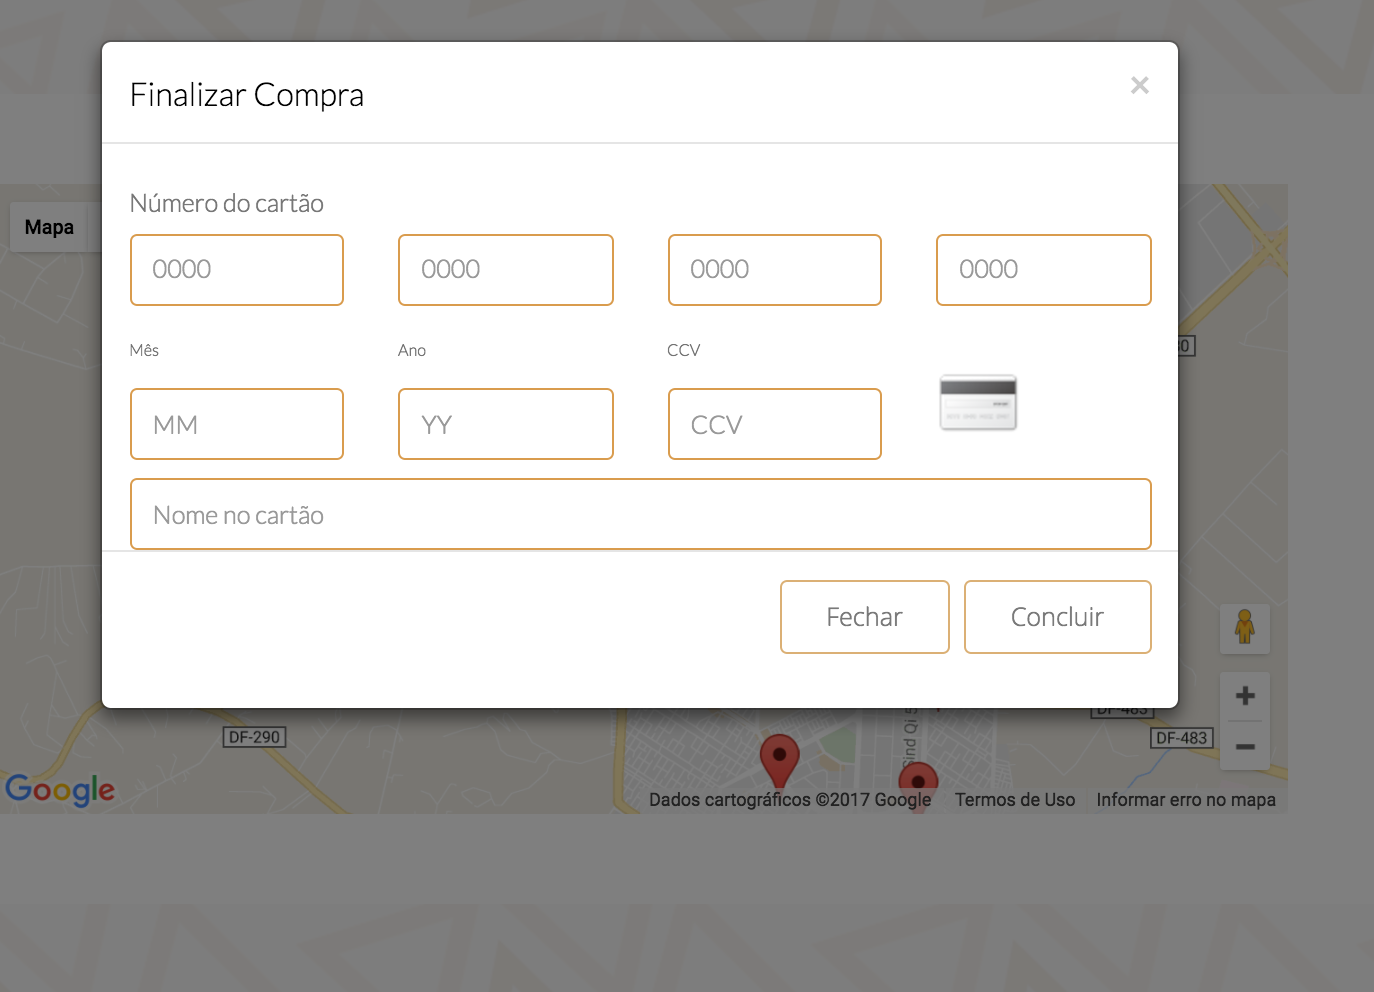 Finalizar Compra
×
Número do cartão
0000 0000 0000 0000
Mês Ano CCV
MM YY CCV
Nome no cartão
Fechar Concluir
Mapa
DF-290
DF-483
DF-483
Sind Qi
Google
Dados cartográficos ©2017 Google Termos de Uso Informar erro no mapa